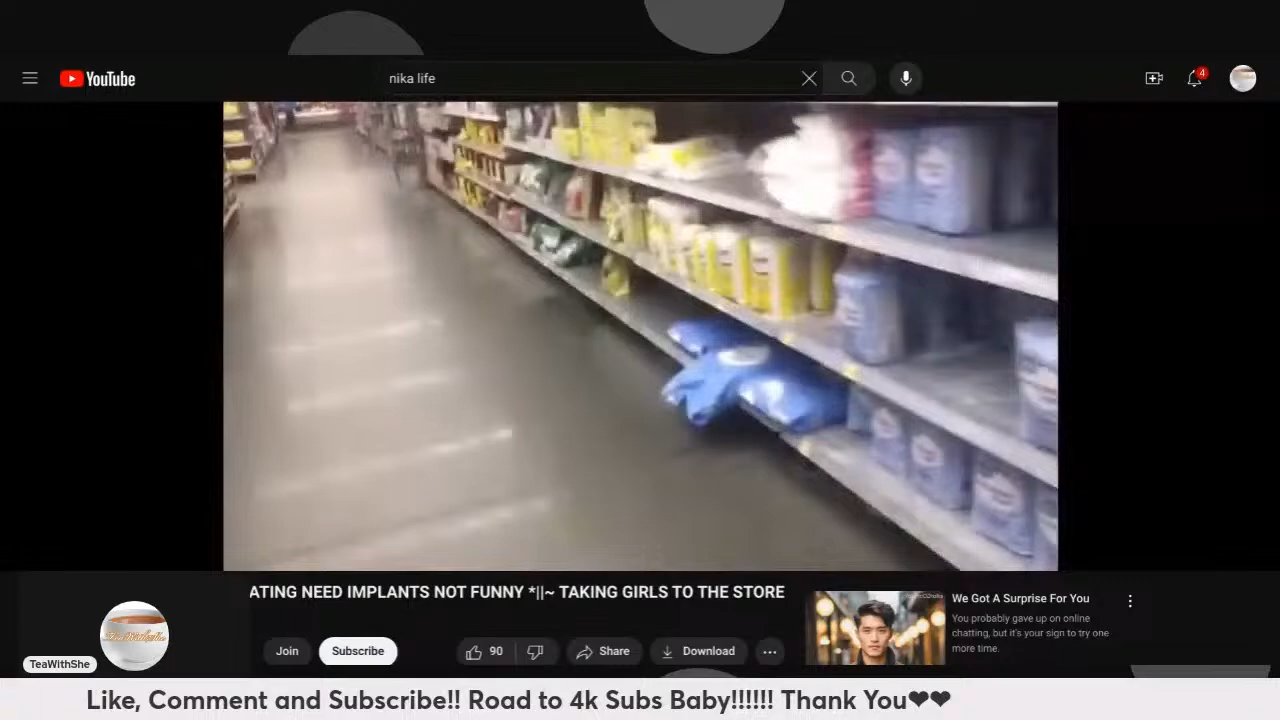 YouTube
nika life
4
ATING NEED IMPLANTS NOT FUNNY *||~ TAKING GIRLS TO THE STORE
We Got A Surprise For You
You probably gave up on online
chatting, but it's your sign to try one
more time.
Join
Subscribe
90
Share
Download
TeaWithShe
Like, Comment and Subscribe!! Road to 4k Subs Baby!!!!!! Thank You❤❤